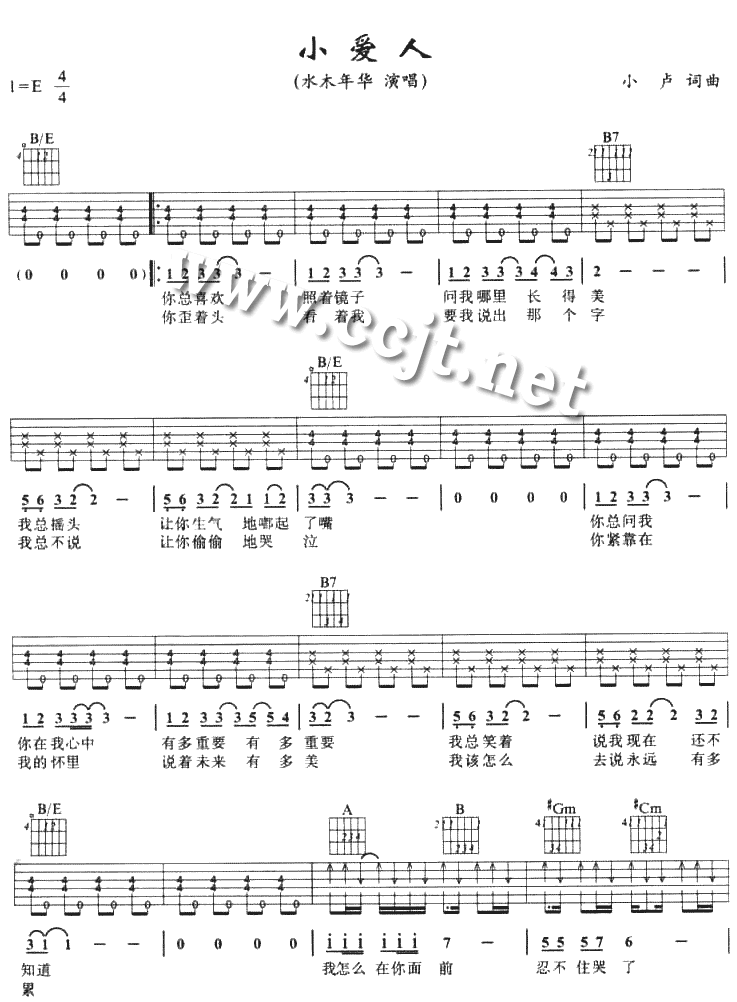 小爱人
(水木年华 演唱)
1=E 4/4
小 卢 词曲
B/E
B7
(0 0 0 0) 1 2 3 3 3 – 1 2 3 3 3 – 1 2 3 3 3 4 4 3 2 – –
你总喜欢 照着镜子 问我哪里 长 得 美
你歪着头 看 着我 要我说出 那 个 字
www.ccjt.net
B/E
5 6 3 2 2 – 5 6 3 2 2 1 1 2 3 3 3 – – 0 0 0 0 1 2 3 3 3 –
我总摇头 让你生气 地嘟起 了嘴 你总问我
我总不说 让你偷偷 地哭 泣 你紧靠在
B7
1 2 3 3 3 3 – 1 2 3 3 3 5 5 4 3 2 2 – – 5 6 3 2 2 – 5 6 3 2 2 2 2
你在我心中 有多重要 有 多 重要 我总笑着 说我现在 还不
我的怀里 说着未来 有 多 美 我该怎么 去说永远 有多
B/E A B #Gm #Cm
3 1 1 – – 0 0 0 0 i i i i i i i 7 – 5 5 5 7 6 – –
知道 我怎么 在你面 前 忍不 住哭 了
累